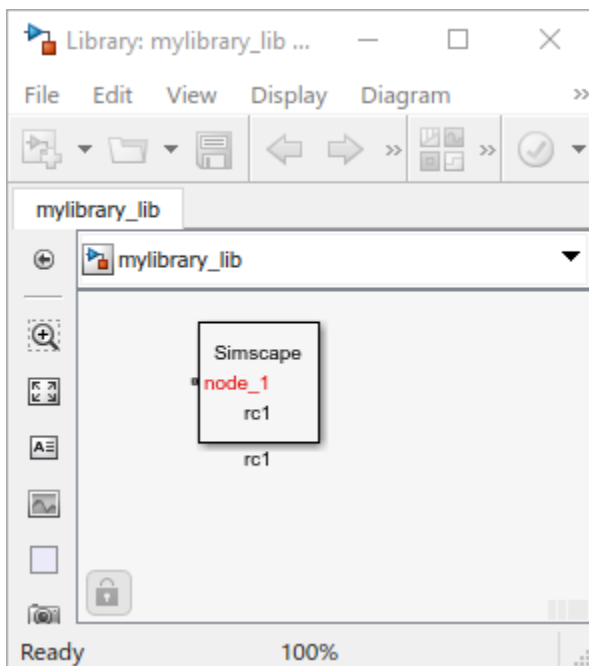 Library: mylibrary_lib ...
File Edit View Display Diagram »
» »
mylibrary_lib
mylibrary_lib
Simscape
node_1
rc1
rc1
A
Ready 100%